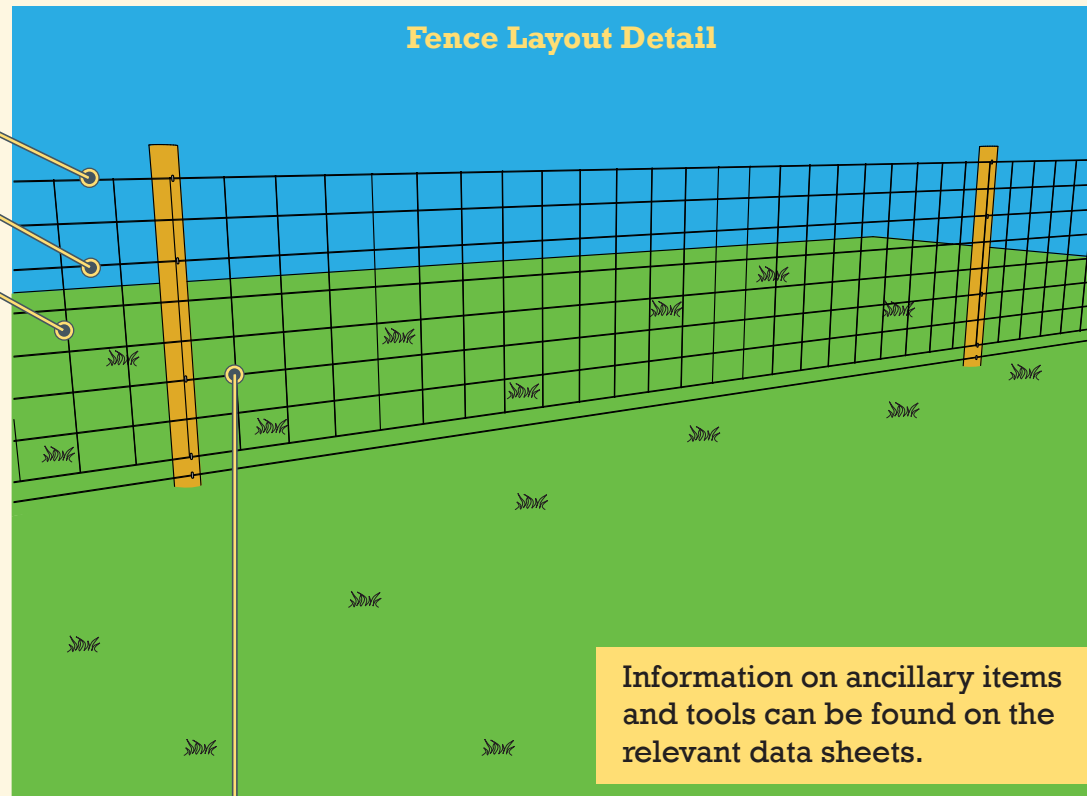 Fence Layout Detail
Information on ancillary items
and tools can be found on the
relevant data sheets.